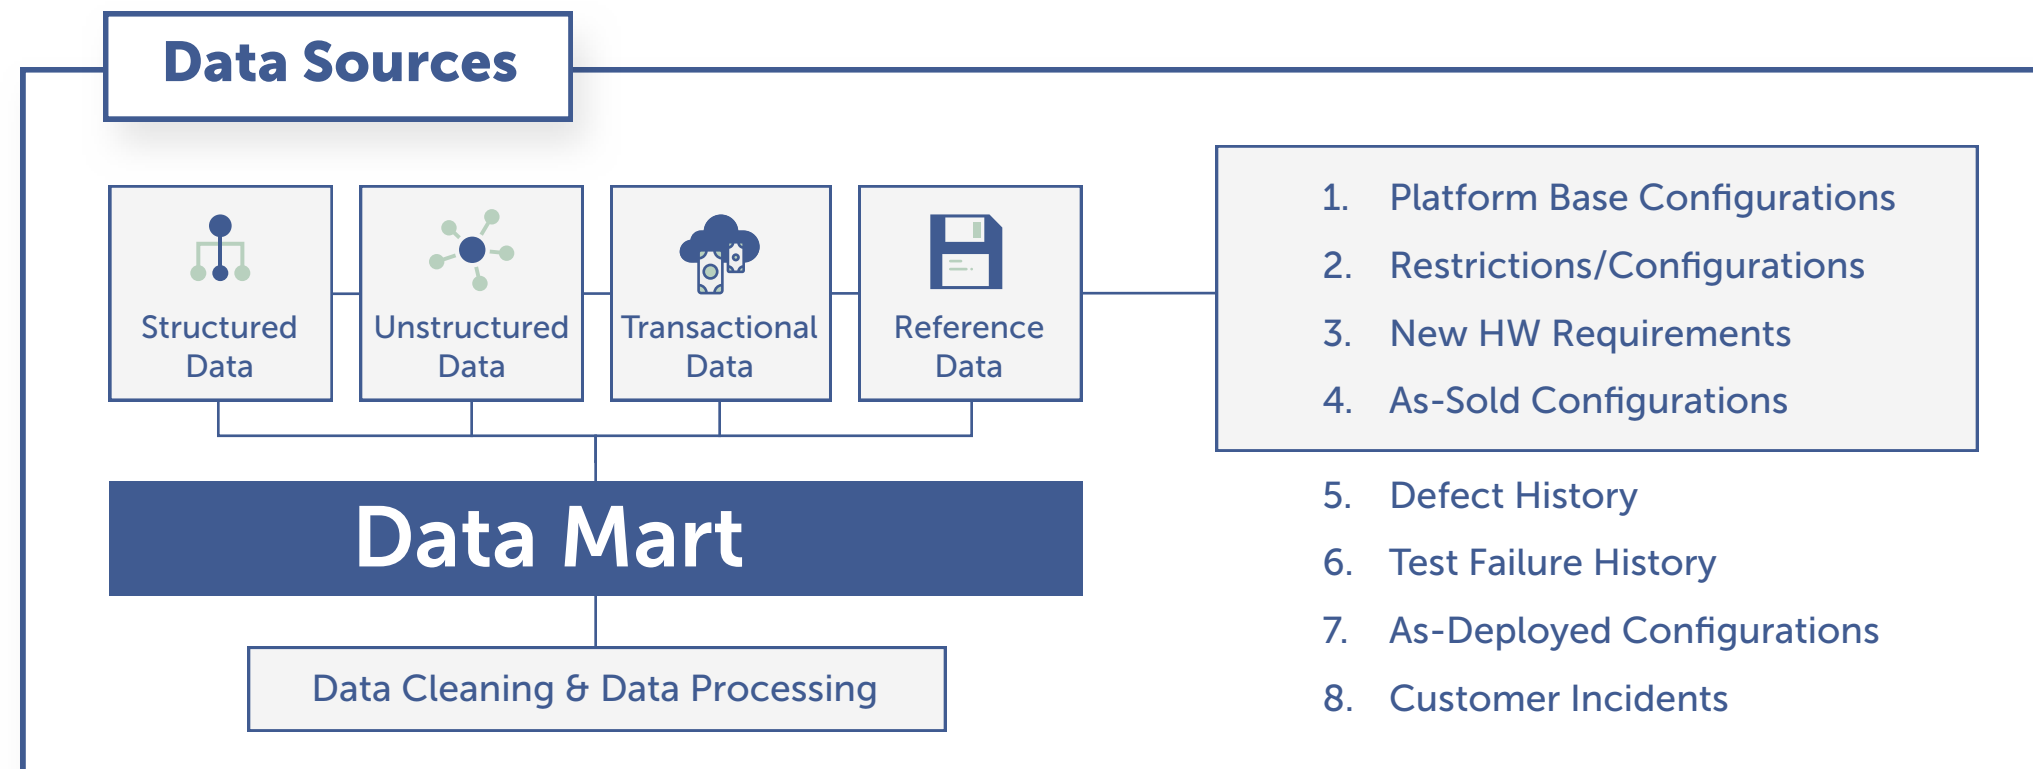 Data Sources
Structured
Data
Unstructured
Data
Transactional
Data
Reference
Data
Data Mart
Data Cleaning & Data Processing
1. Platform Base Configurations
2. Restrictions/Configurations
3. New HW Requirements
4. As-Sold Configurations
5. Defect History
6. Test Failure History
7. As-Deployed Configurations
8. Customer Incidents